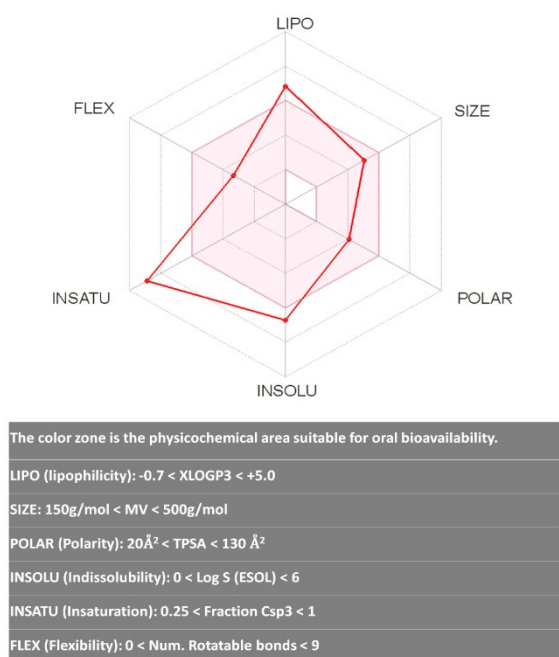 LIPO
FLEX
SIZE
INSATU
POLAR
INSOLU
The color zone is the physicochemical area suitable for oral bioavailability.
LIPO (lipophilicity): -0.7 < XLOGP3 < +5.0
SIZE: 150g/mol < MV < 500g/mol
POLAR (Polarity): 20Å² < TPSA < 130 Å²
INSOLU (Indissolubility): 0 < Log S (ESOL) < 6
INSATU (Insaturation): 0.25 < Fraction Csp3 < 1
FLEX (Flexibility): 0 < Num. Rotatable bonds < 9